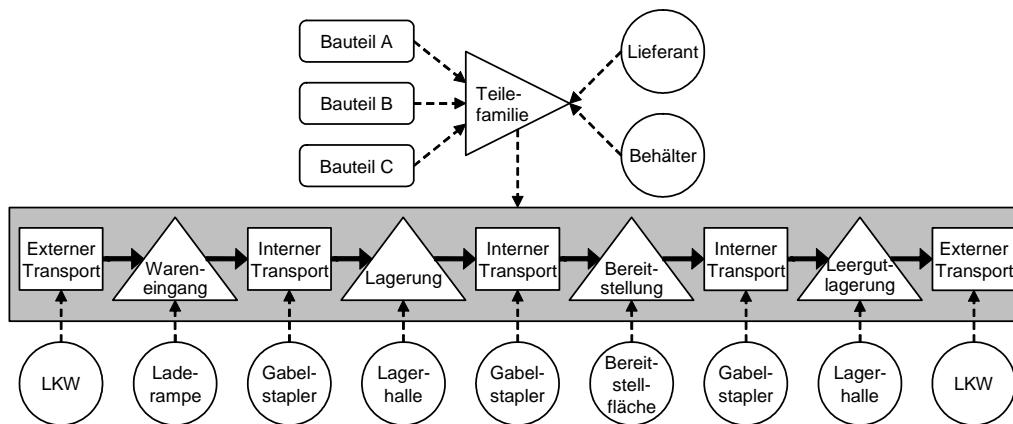 Bauteil A
Bauteil B
Bauteil C
Teile-
familie
Lieferant
Behälter
Externer
Transport
Waren-
eingang
Interner
Transport
Lagerung
Interner
Transport
Bereit-
stellung
Interner
Transport
Leergut-
lagerung
Externer
Transport
LKW
Lade-
rampe
Gabel-
stapler
Lager-
halle
Gabel-
stapler
Bereit-
stell-
fläche
Gabel-
stapler
Lager-
halle
LKW